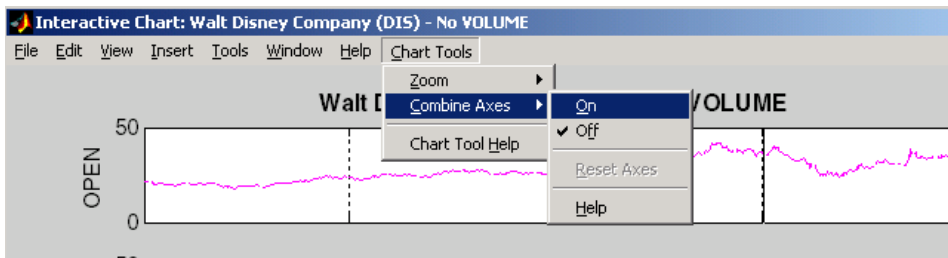 Interactive Chart: Walt Disney Company (DIS) - No VOLUME
File Edit View Insert Tools Window Help Chart Tools
Zoom
Walt D
Combine Axes
On
VOLUME
Off
Chart Tool Help
Reset Axes
Help
50
OPEN
0